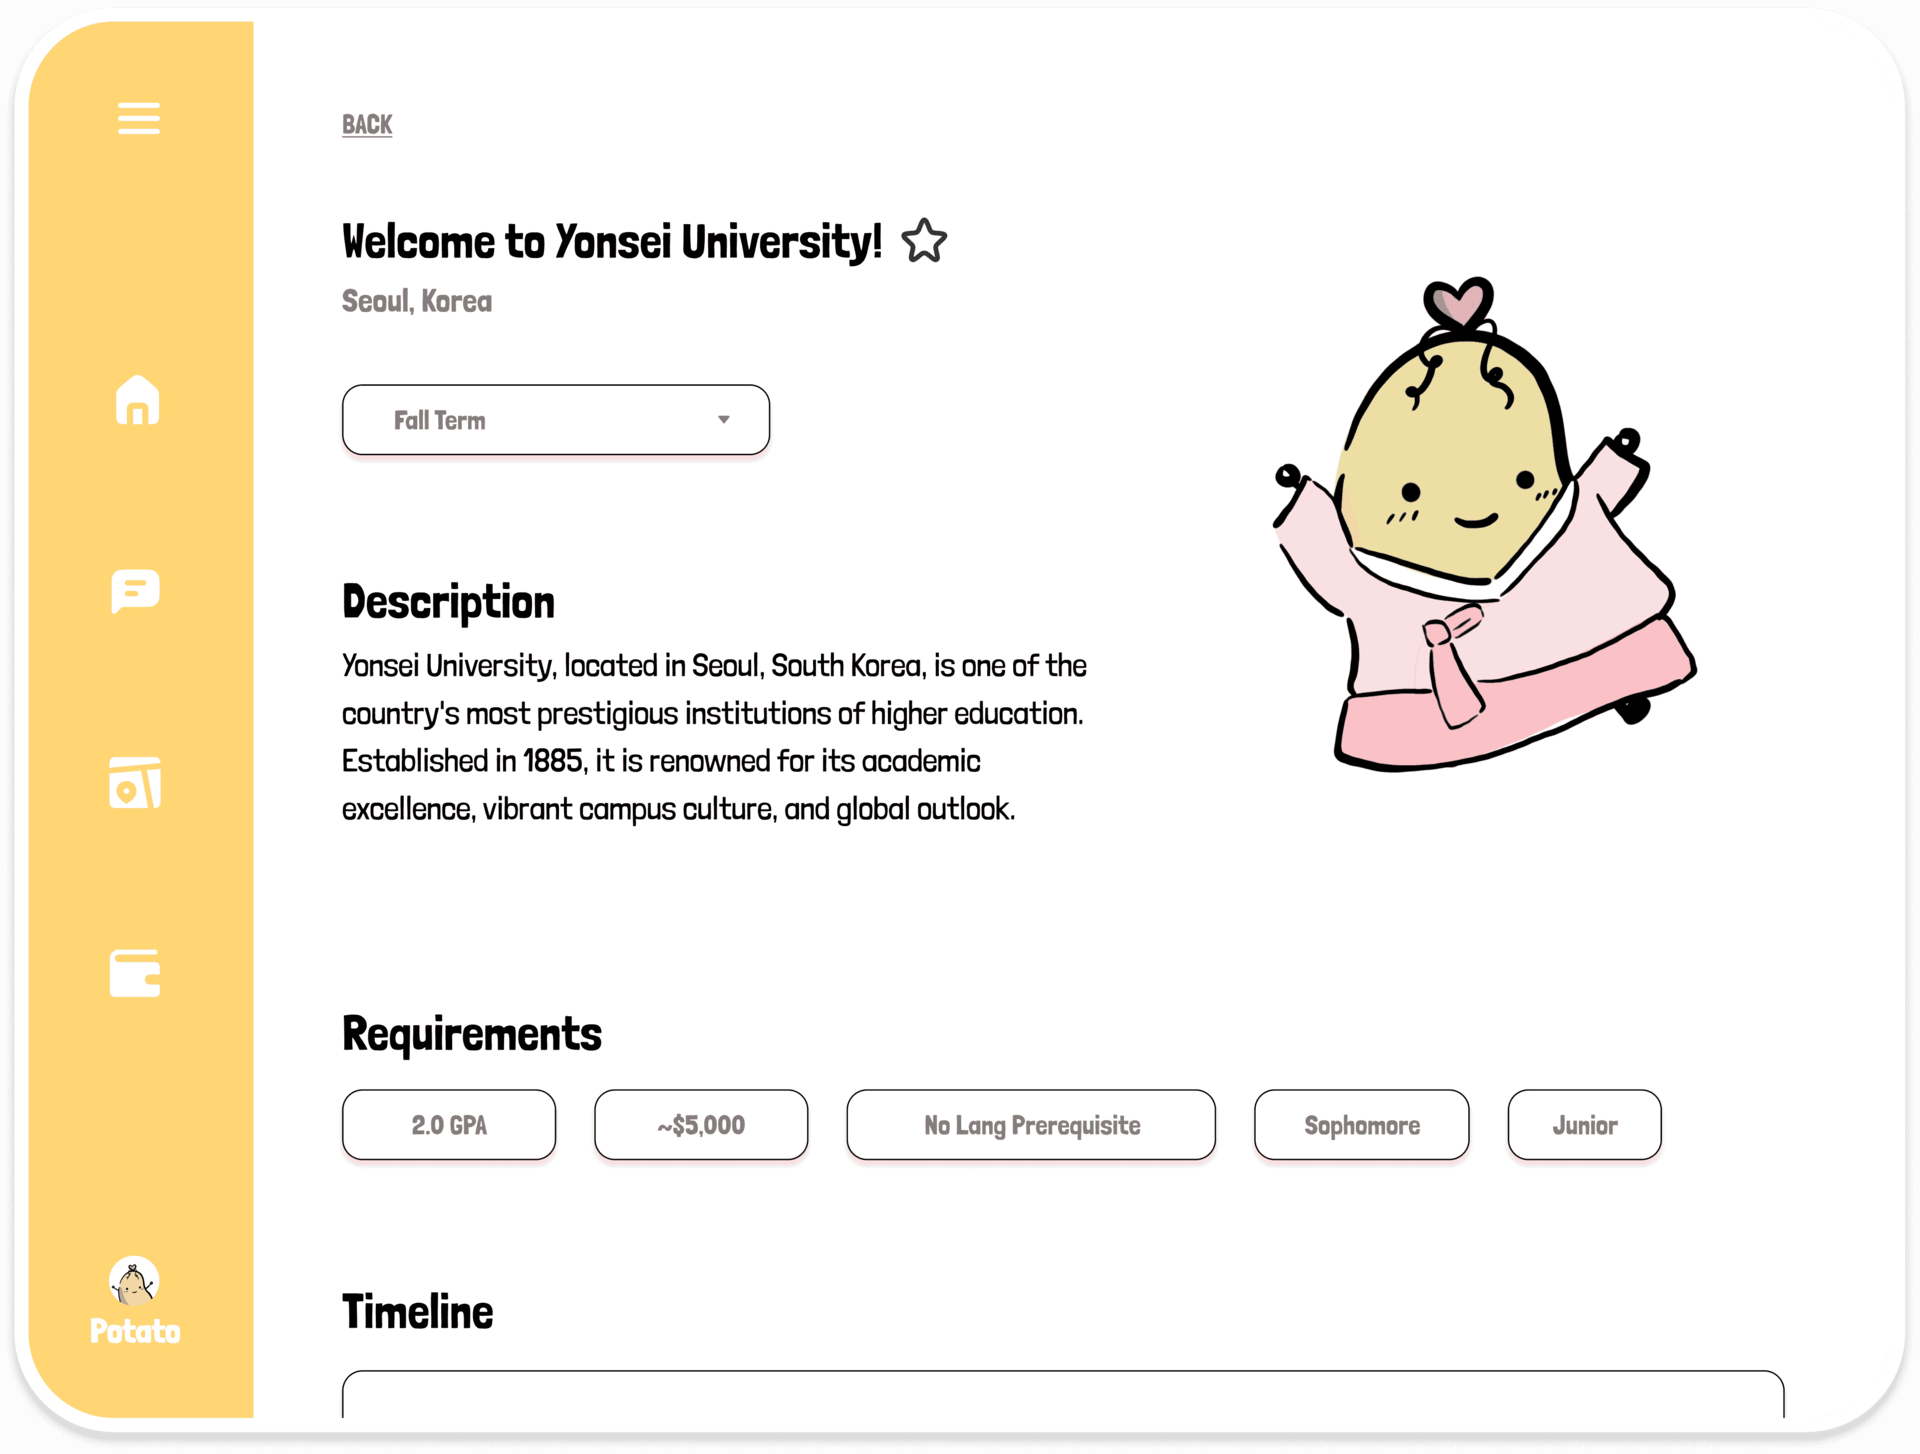 BACK
Welcome to Yonsei University!
Seoul, Korea
Fall Term
Description
Yonsei University, located in Seoul, South Korea, is one of the
country's most prestigious institutions of higher education.
Established in 1885, it is renowned for its academic
excellence, vibrant campus culture, and global outlook.
Requirements
2.0 GPA
~$5,000
No Lang Prerequisite
Sophomore
Junior
Timeline
Potato